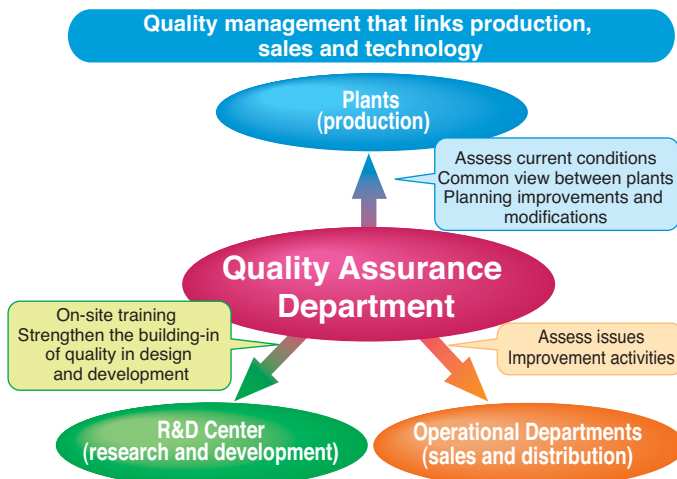 Quality management that links production,
sales and technology
Plants
(production)
Assess current conditions
Common view between plants
Planning improvements and
modifications
Quality Assurance
Department
On-site training
Strengthen the building-in
of quality in design
and development
Assess issues
Improvement activities
R&D Center
(research and development)
Operational Departments
(sales and distribution)